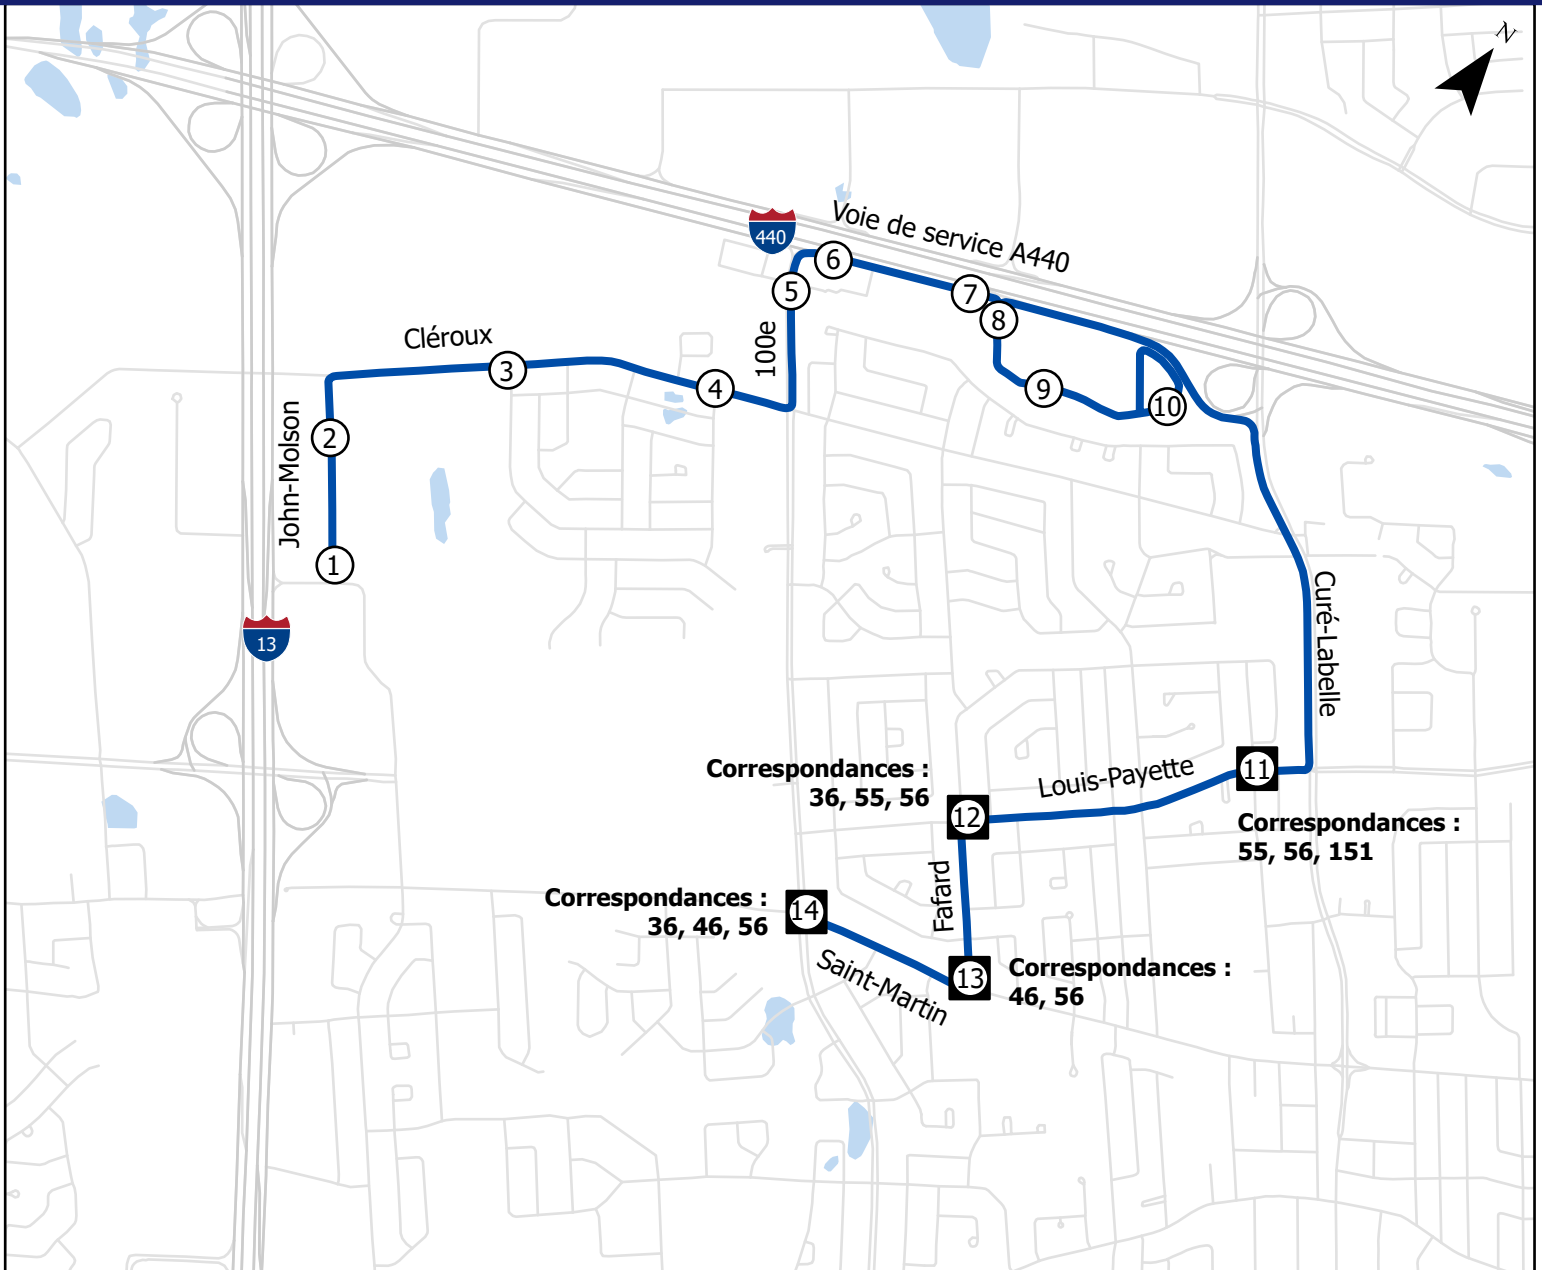 N
440
Voie de service A440
6
5
7
8
Cléroux
100e
3
4
9
10
John-Molson
2
1
13
Curé-Labelle
Correspondances :
36, 55, 56
Louis-Payette
11
12
Correspondances :
55, 56, 151
Fafard
Correspondances :
36, 46, 56
14
Saint-Martin
13
Correspondances :
46, 56